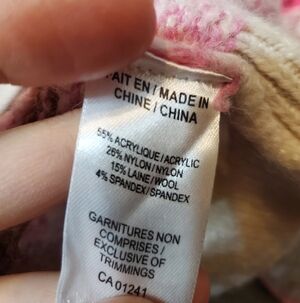 FAIT EN / MADE IN
CHINE / CHINA
55% ACRYLIQUE / ACRYLIC
26% NYLON / NYLON
15% LAINE / WOOL
4% SPANDEX / SPANDEX
GARNITURES NON
COMPRISES /
EXCLUSIVE OF
TRIMMINGS
CA 01241